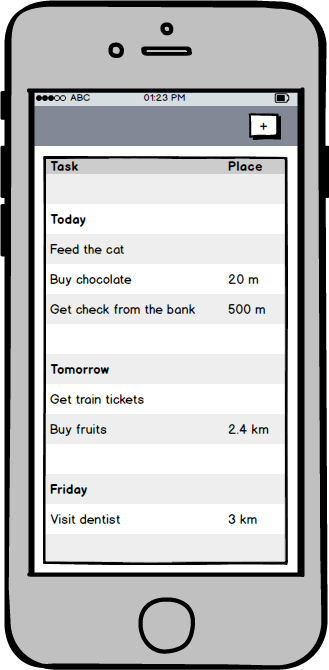 ABC 01:23 PM
+
Task Place
Today
Feed the cat
Buy chocolate 20 m
Get check from the bank 500 m
Tomorrow
Get train tickets
Buy fruits 2.4 km
Friday
Visit dentist 3 km